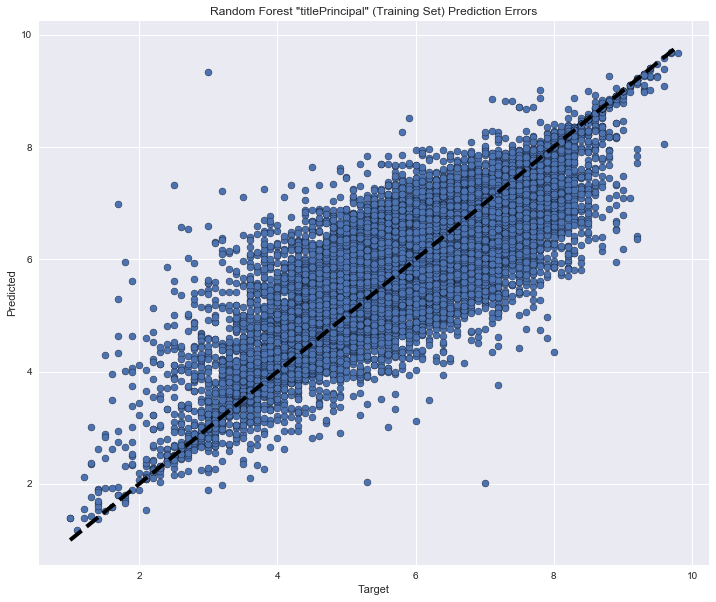 Random Forest "titlePrincipal" (Training Set) Prediction Errors
10
8
6
4
2
Predicted
2 4 6 8 10
Target